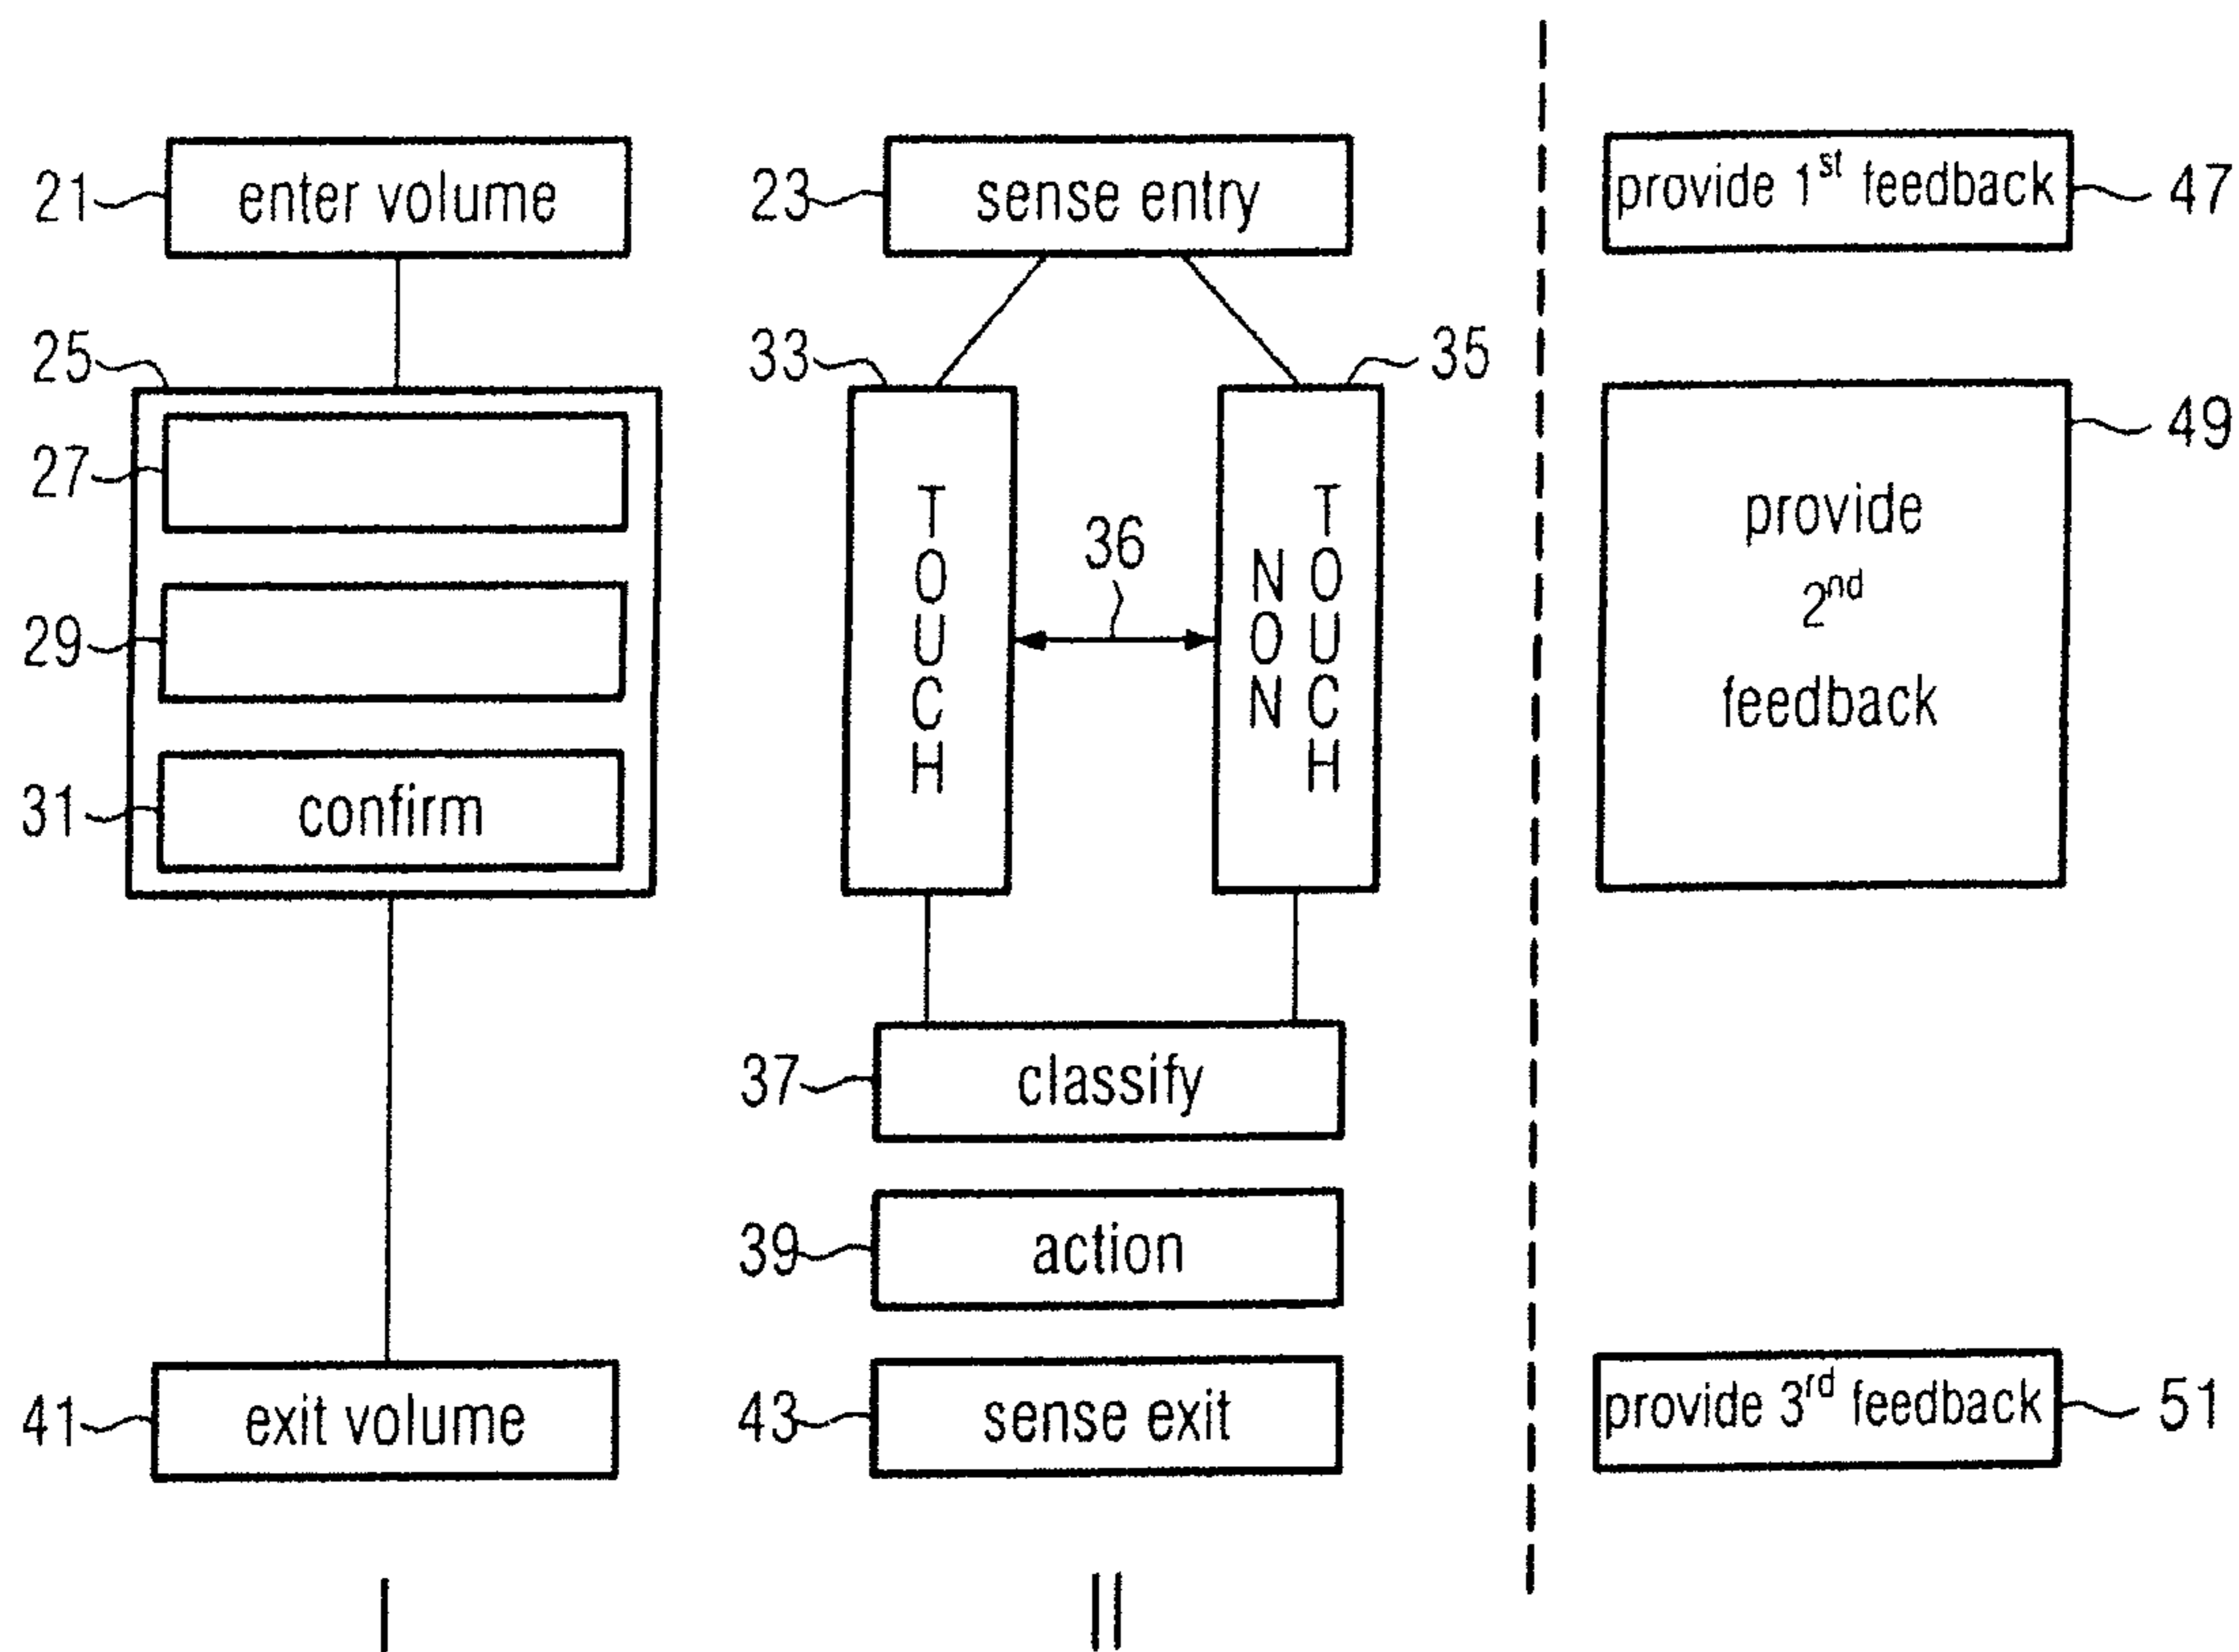 21
enter volume
23
sense entry
provide 1st feedback
47
25
27
29
31
confirm
33
TOUCH
36
35
NON
TOUCH
49
provide
2nd
feedback
37
classify
39
action
41
exit volume
43
sense exit
provide 3rd feedback
51
I
II